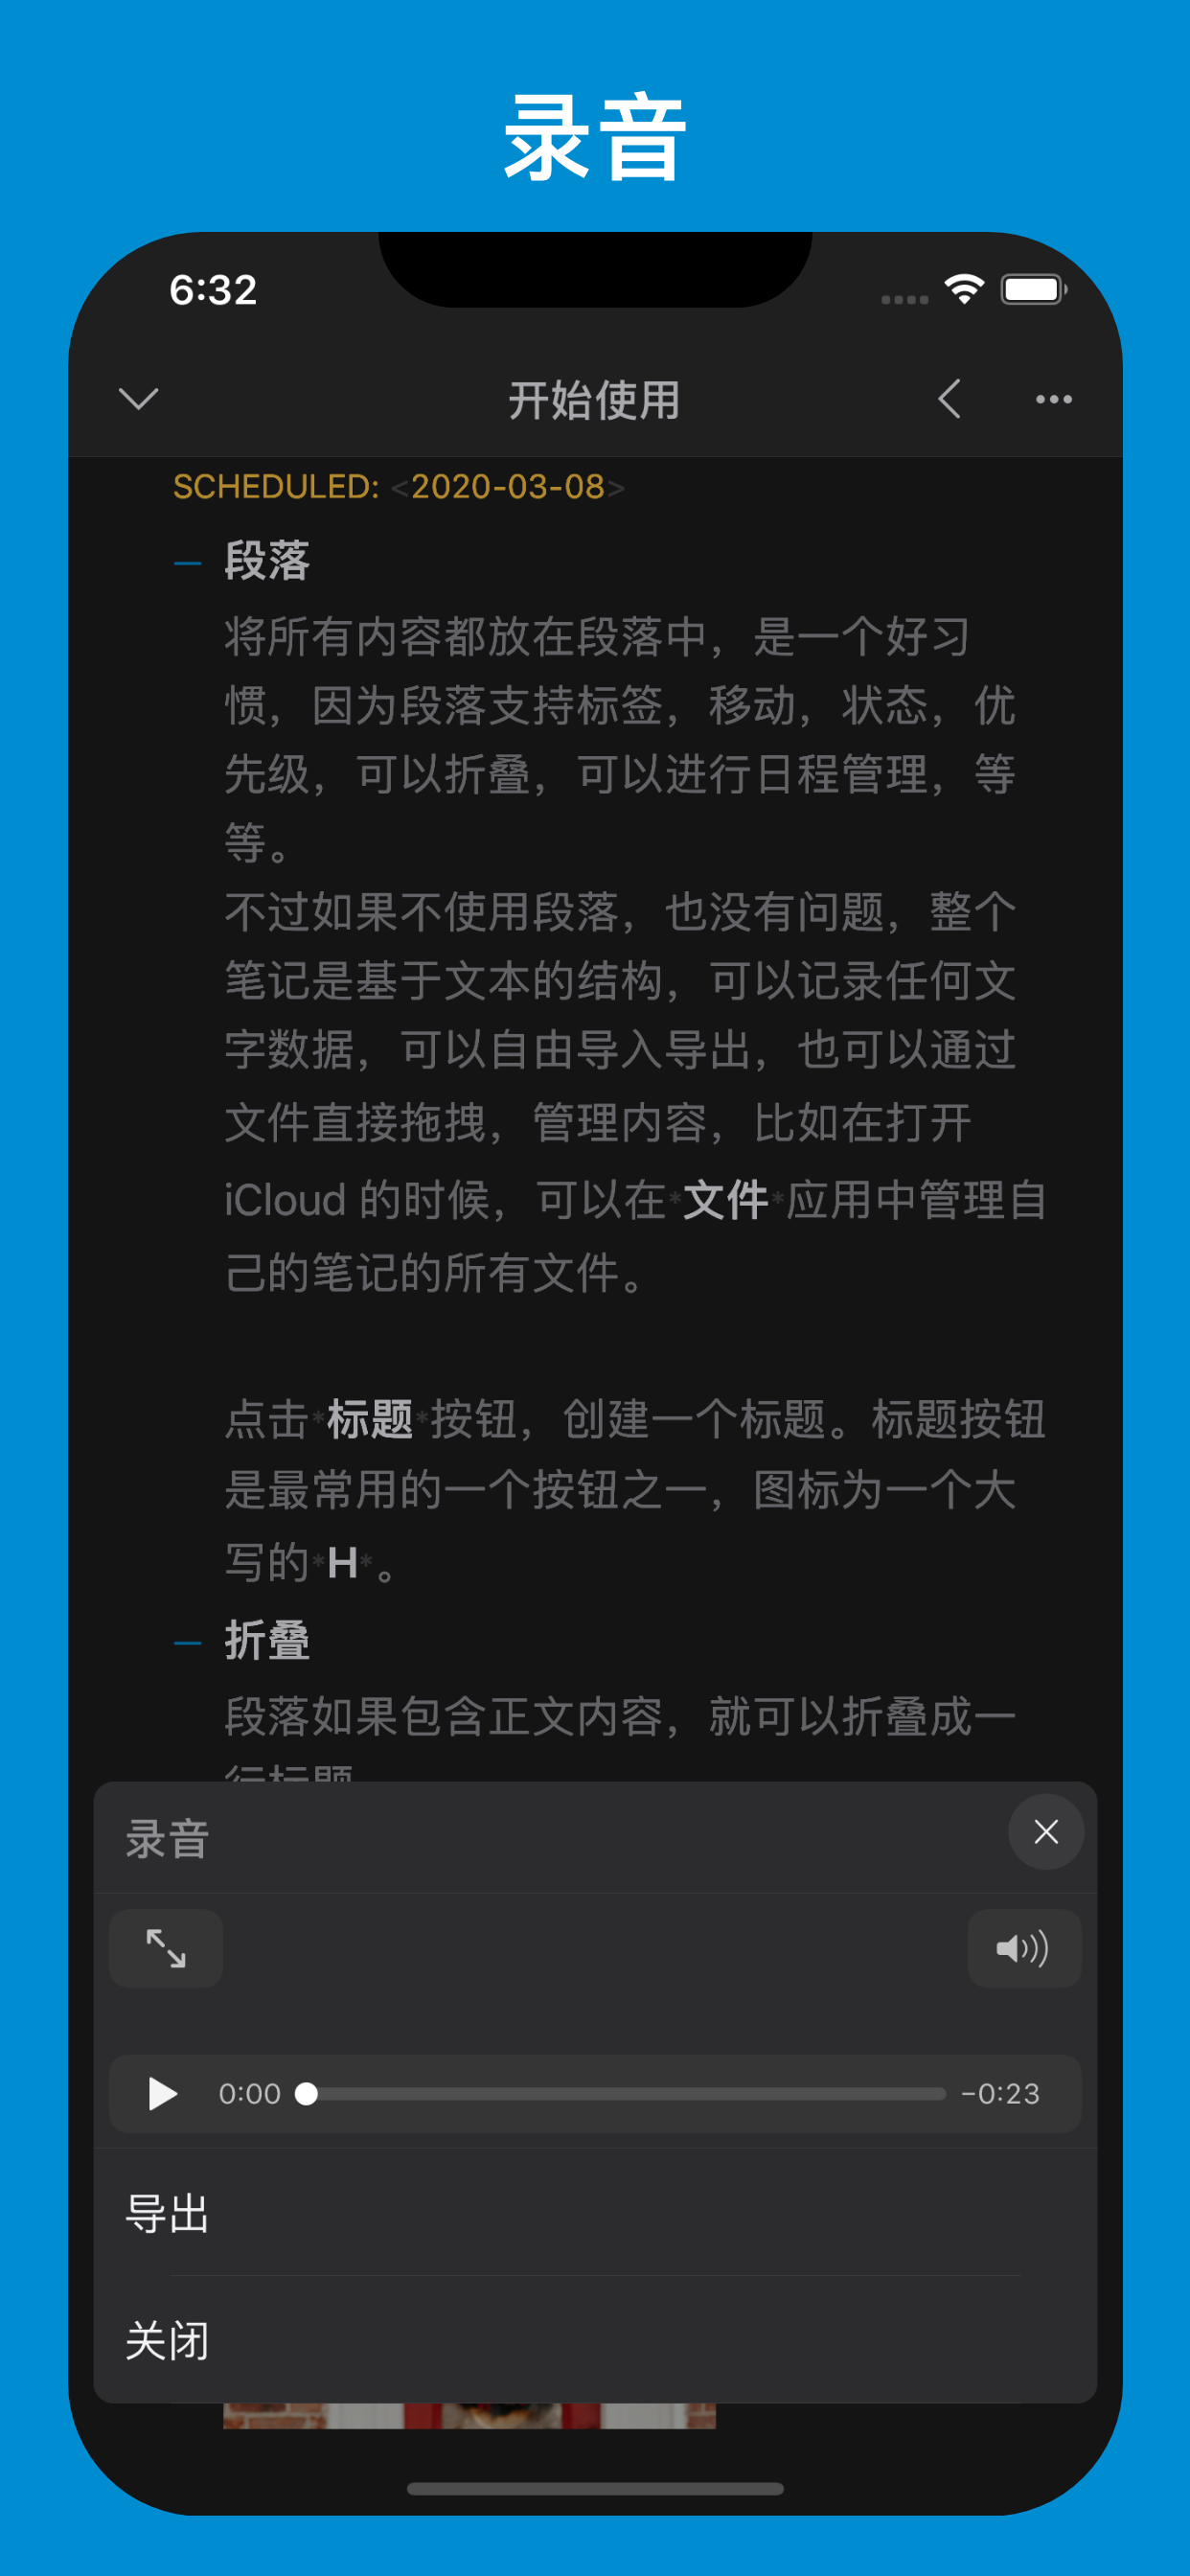 录音
6:32
开始使用
SCHEDULED: <2020-03-08>
段落
将所有内容都放在段落中，是一个好习
惯，因为段落支持标签，移动，状态，优
先级，可以折叠，可以进行日程管理，等
等。
不过如果不使用段落，也没有问题，整个
笔记是基于文本的结构，可以记录任何文
字数据，可以自由导入导出，也可以通过
文件直接拖拽，管理内容，比如在打开
iCloud 的时候，可以在*文件*应用中管理自
己的笔记的所有文件。
点击*标题*按钮，创建一个标题。标题按钮
是最常用的一个按钮之一，图标为一个大
写的*H*。
折叠
段落如果包含正文内容，就可以折叠成一
行标题
录音
0:00 −0:23
导出
关闭